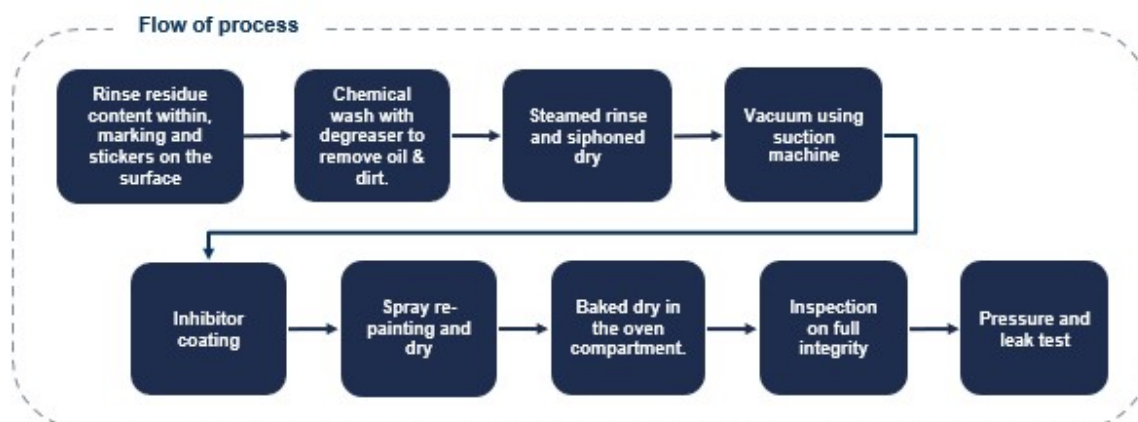 Flow of process
Rinse residue
content within,
marking and
stickers on the
surface
Chemical
wash with
degreaser to
remove oil &
dirt.
Steamed rinse
and siphoned
dry
Vacuum using
suction
machine
Inhibitor
coating
Spray re-
painting and
dry
Baked dry in
the oven
compartment.
Inspection
on full
integrity
Pressure and
leak test